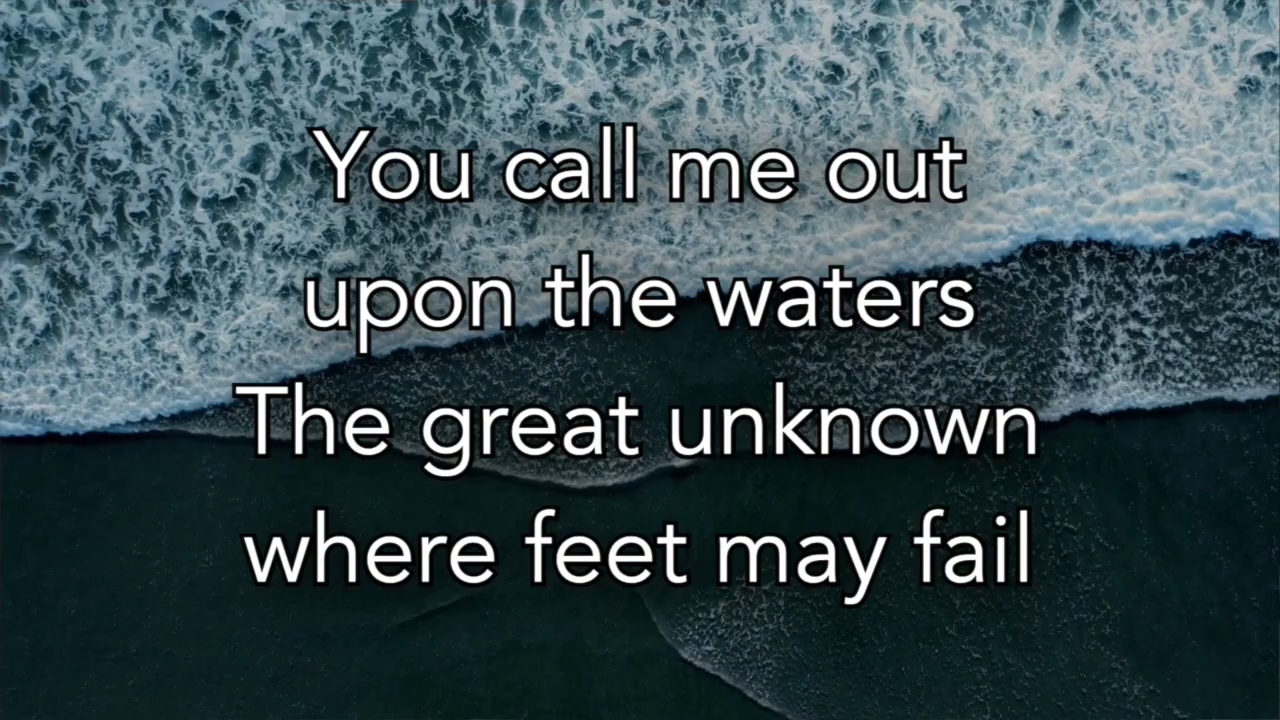 You call me out
upon the waters
The great unknown
where feet may fail